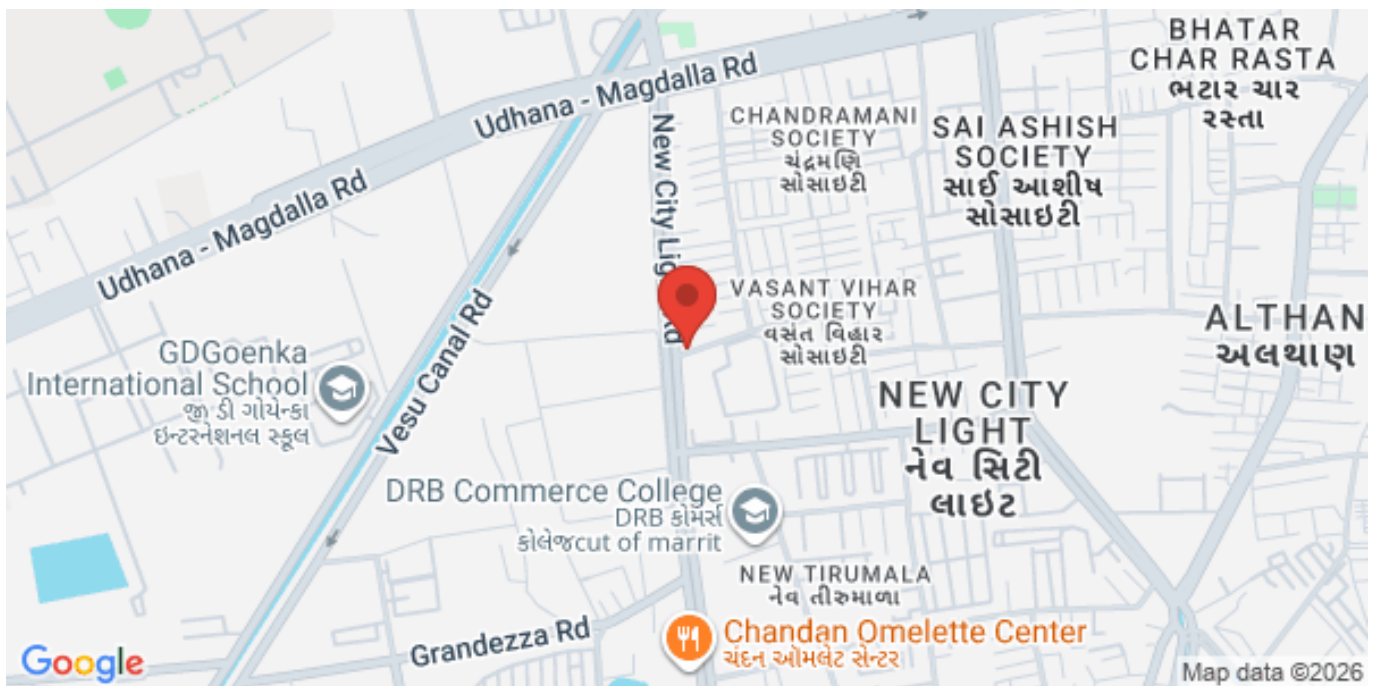 BHATAR
CHAR RASTA
ભટાર ચાર
રસ્તા
Udhana - Magdalla Rd
CHANDRAMANI
SOCIETY
ચંદ્રમણિ
સોસાઇટી
SAI ASHISH
SOCIETY
સાઈ આશીષ
સોસાઇટી
Udhana - Magdalla Rd
New City Lig
Rd
VASANT VIHAR
SOCIETY
વસંત વિહાર
સોસાઇટી
ALTHAN
અલથાણ
GDGoenka
International School
જી ડી ગોયેન્કા
ઇન્ટરનેશનલ સ્કૂલ
Vesu Canal Rd
NEW CITY
LIGHT
નેવ સિટી
લાઇટ
DRB Commerce College
DRB કોમર્સ
કોલેજcut of marrit
NEW TIRUMALA
નેવ તીરુમાળા
Grandezza Rd
Chandan Omelette Center
ચંદન ઑમલેટ સેન્ટર
Google
Map data ©2026